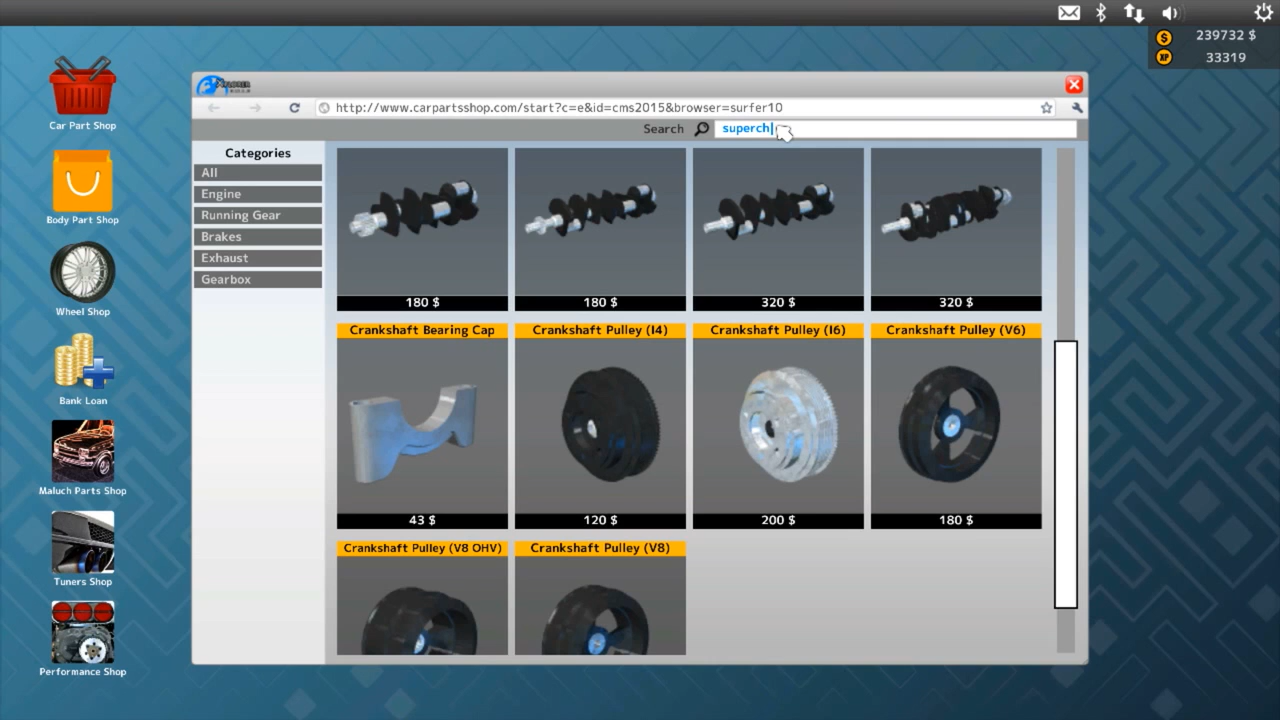 239732 $
33319
Car Part Shop
Body Part Shop
Wheel Shop
Bank Loan
Maluch Parts Shop
Tuners Shop
Performance Shop
http://www.carpartsshop.com/start?c=e&id=cms2015&browser=surfer10
Search superch
Categories
All
Engine
Running Gear
Brakes
Exhaust
Gearbox
180 $ 180 $ 320 $ 320 $
Crankshaft Bearing Cap Crankshaft Pulley (I4) Crankshaft Pulley (I6) Crankshaft Pulley (V6)
43 $ 120 $ 200 $ 180 $
Crankshaft Pulley (V8 OHV) Crankshaft Pulley (V8)